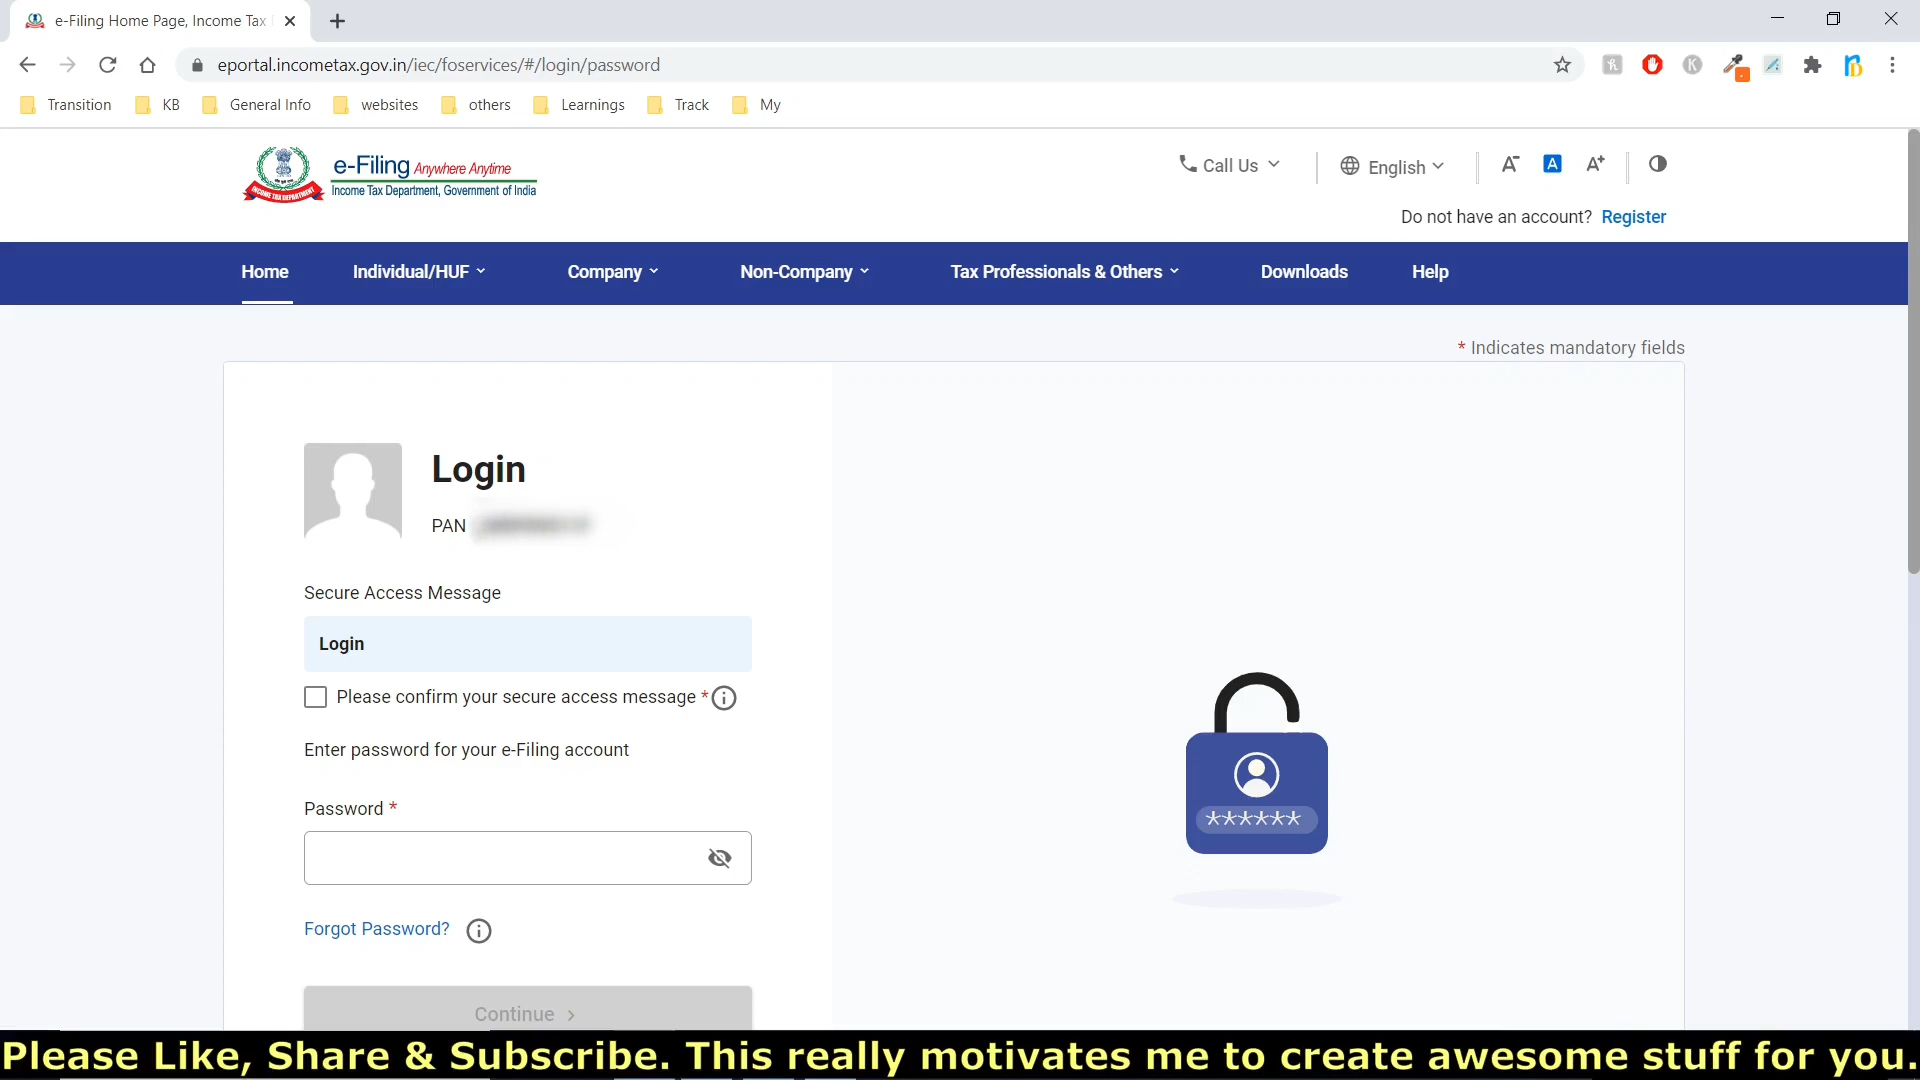 e-Filing Home Page, Income Tax
eportal.incometax.gov.in/iec/foservices/#/login/password
Transition KB General Info websites others Learnings Track My
e-Filing Anywhere Anytime
Income Tax Department, Government of India
INCOME TAX DEPARTMENT
Call Us English A- A A+
Do not have an account? Register
Home Individual/HUF Company Non-Company Tax Professionals & Others Downloads Help
* Indicates mandatory fields
Login
PAN
Secure Access Message
Login
Please confirm your secure access message *
Enter password for your e-Filing account
Password *
******
Forgot Password?
Continue >
Please Like, Share & Subscribe. This really motivates me to create awesome stuff for you.